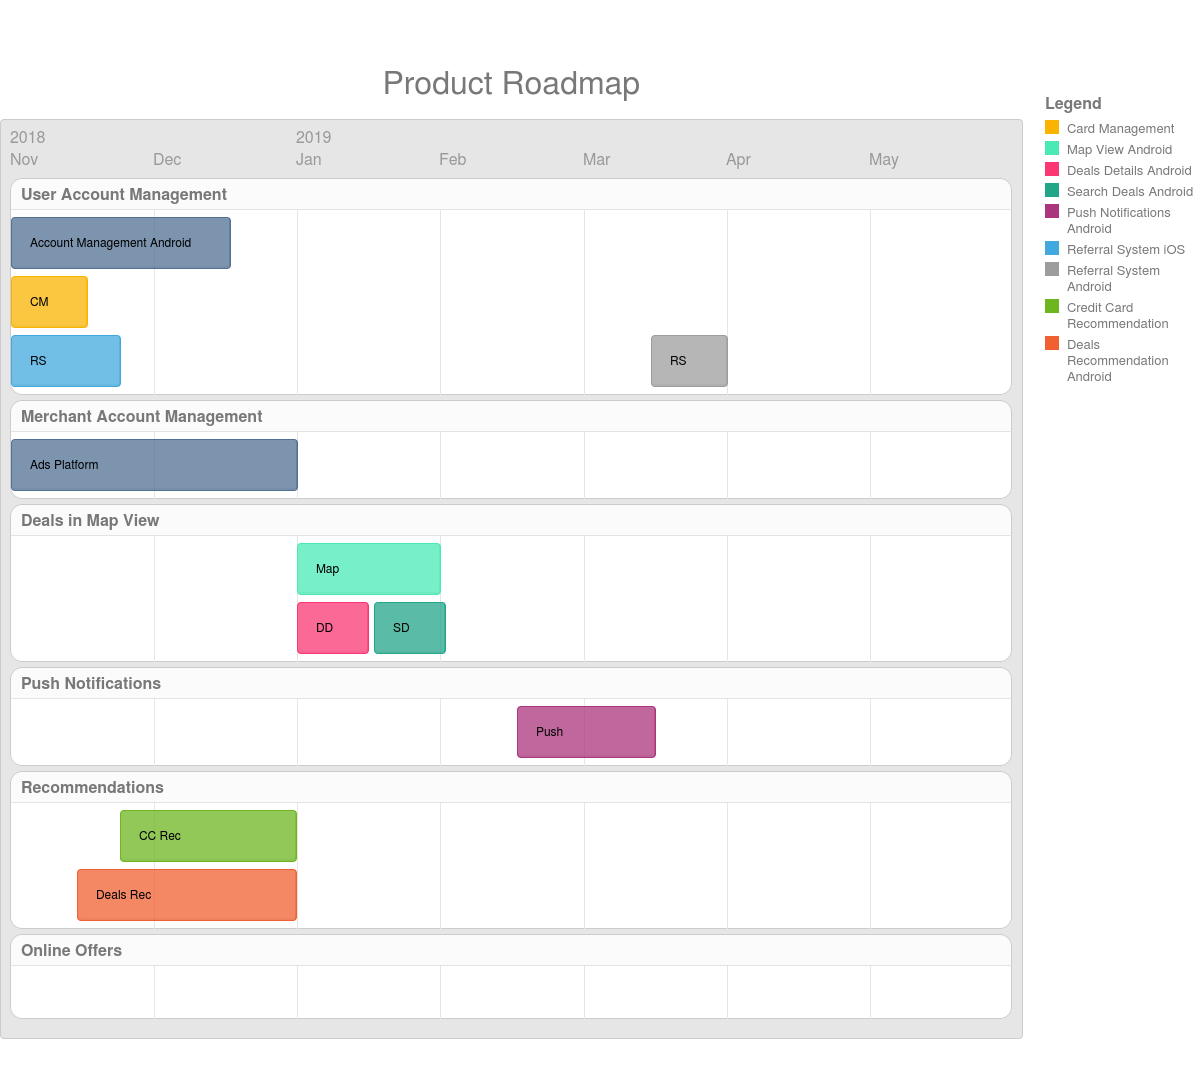 Product Roadmap
2018 2019
Nov Dec Jan Feb Mar Apr May
User Account Management
Account Management Android
CM
RS RS
Merchant Account Management
Ads Platform
Deals in Map View
Map
DD SD
Push Notifications
Push
Recommendations
CC Rec
Deals Rec
Online Offers
Legend
Card Management
Map View Android
Deals Details Android
Search Deals Android
Push Notifications
Android
Referral System iOS
Referral System
Android
Credit Card
Recommendation
Deals
Recommendation
Android